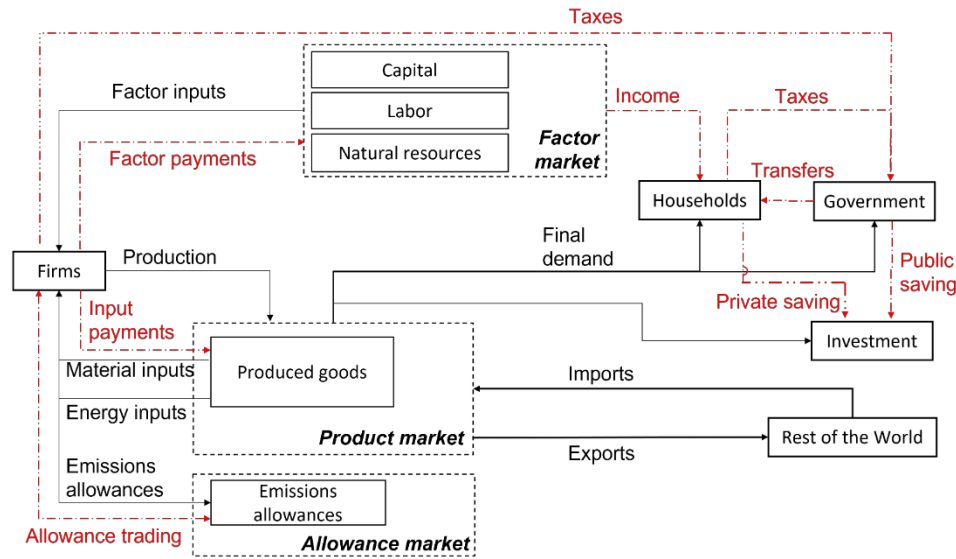 Taxes
Capital
Factor inputs
Labor
Income
Taxes
Factor
market
Factor payments
Natural resources
Transfers
Households
Government
Final
demand
Production
Firms
Public
saving
Input
payments
Private saving
Investment
Material inputs
Produced goods
Imports
Energy inputs
Product market
Rest of the World
Exports
Emissions
allowances
Emissions
allowances
Allowance trading
Allowance market